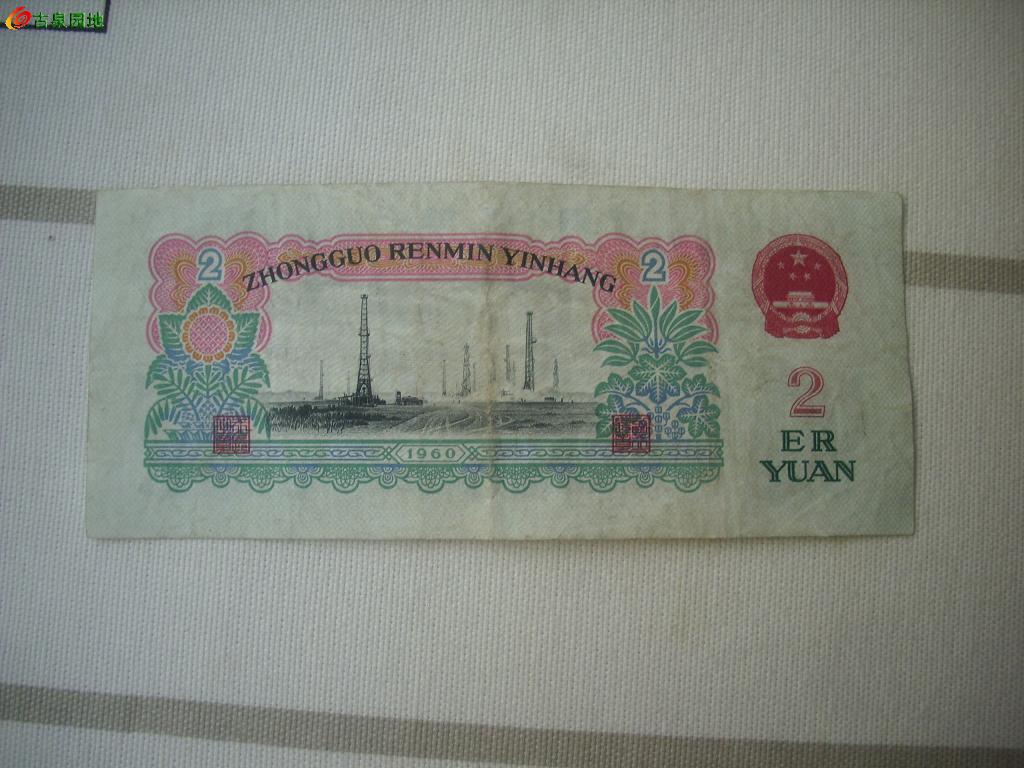 古泉园地
2
ZHONGGUO RENMIN YINHANG
2
2
ER
YUAN
1960